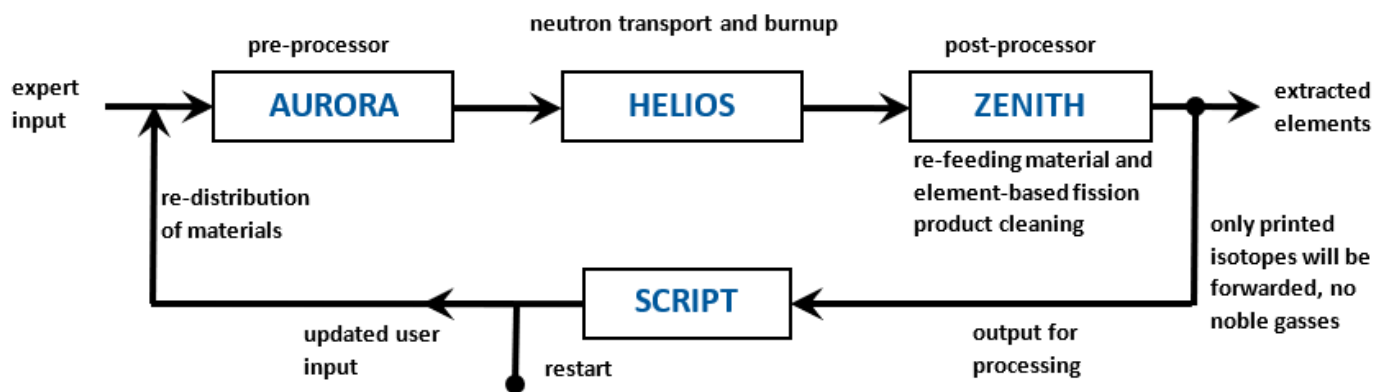 neutron transport and burnup
pre-processor
post-processor
expert
input
AURORA
HELIOS
ZENITH
extracted
elements
re-feeding material and
element-based fission
product cleaning
re-distribution
of materials
only printed
isotopes will be
forwarded, no
noble gasses
SCRIPT
updated user
input
restart
output for
processing